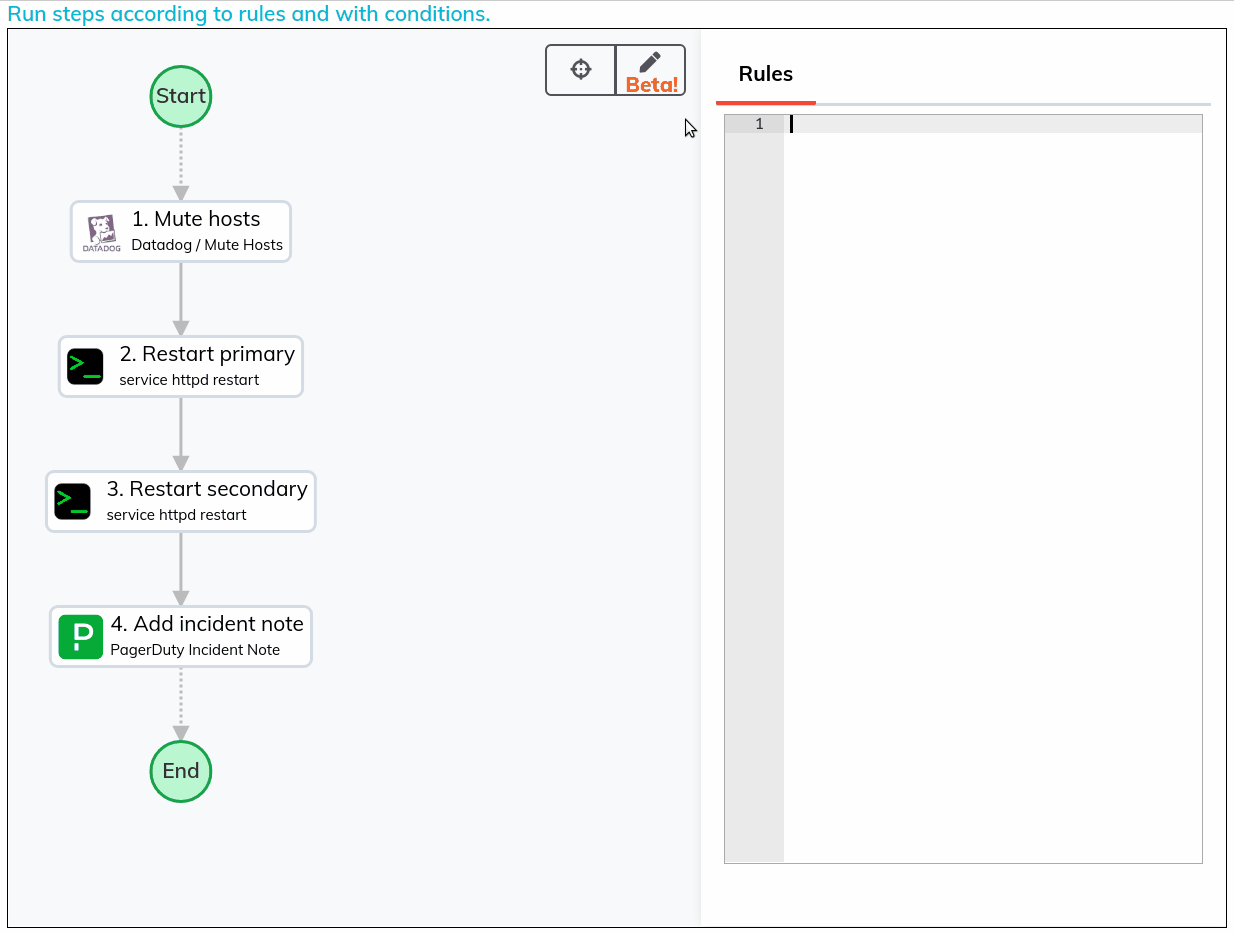 Run steps according to rules and with conditions.
Start
Beta!
Rules
1
1. Mute hosts
DATADOG
Datadog / Mute Hosts
2. Restart primary
>_
service httpd restart
3. Restart secondary
>_
service httpd restart
4. Add incident note
P
PagerDuty Incident Note
End